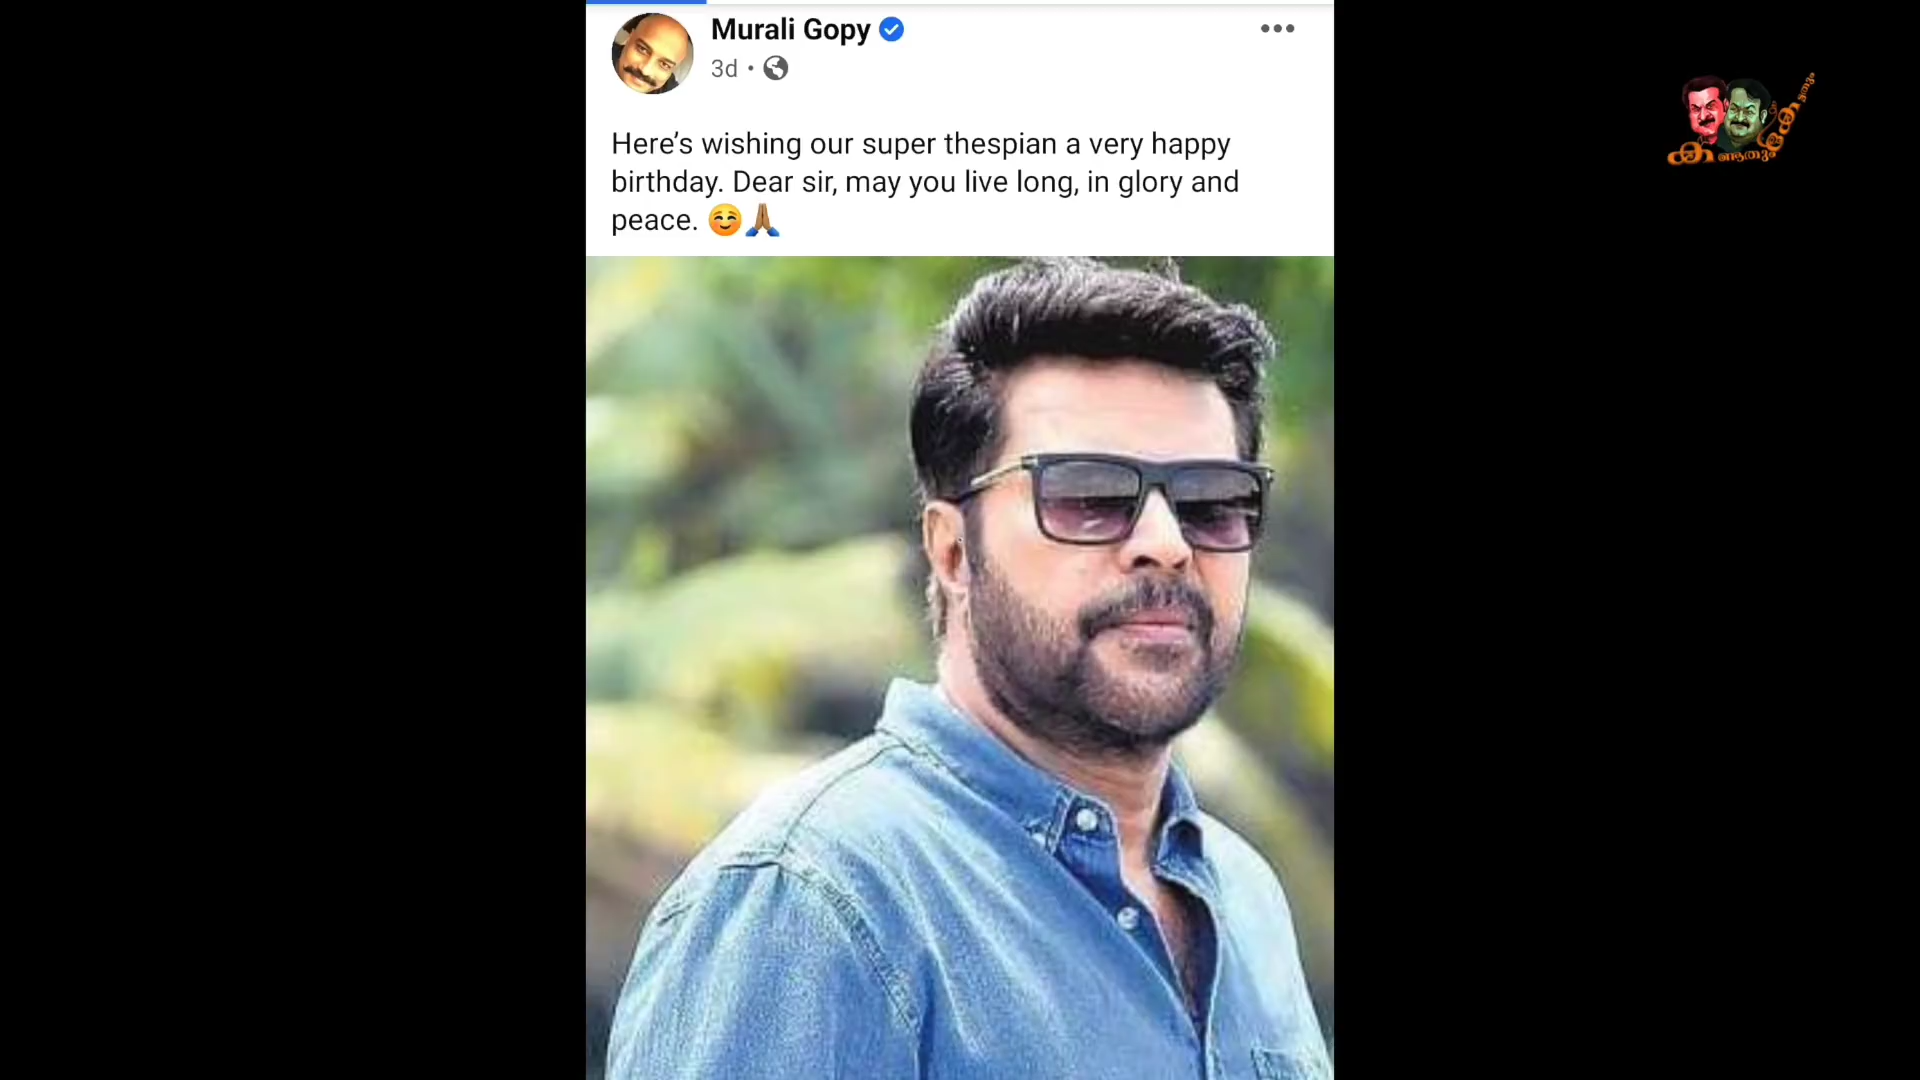 Murali Gopy
3d
Here’s wishing our super thespian a very happy
birthday. Dear sir, may you live long, in glory and
peace. ☺️🙏🏾